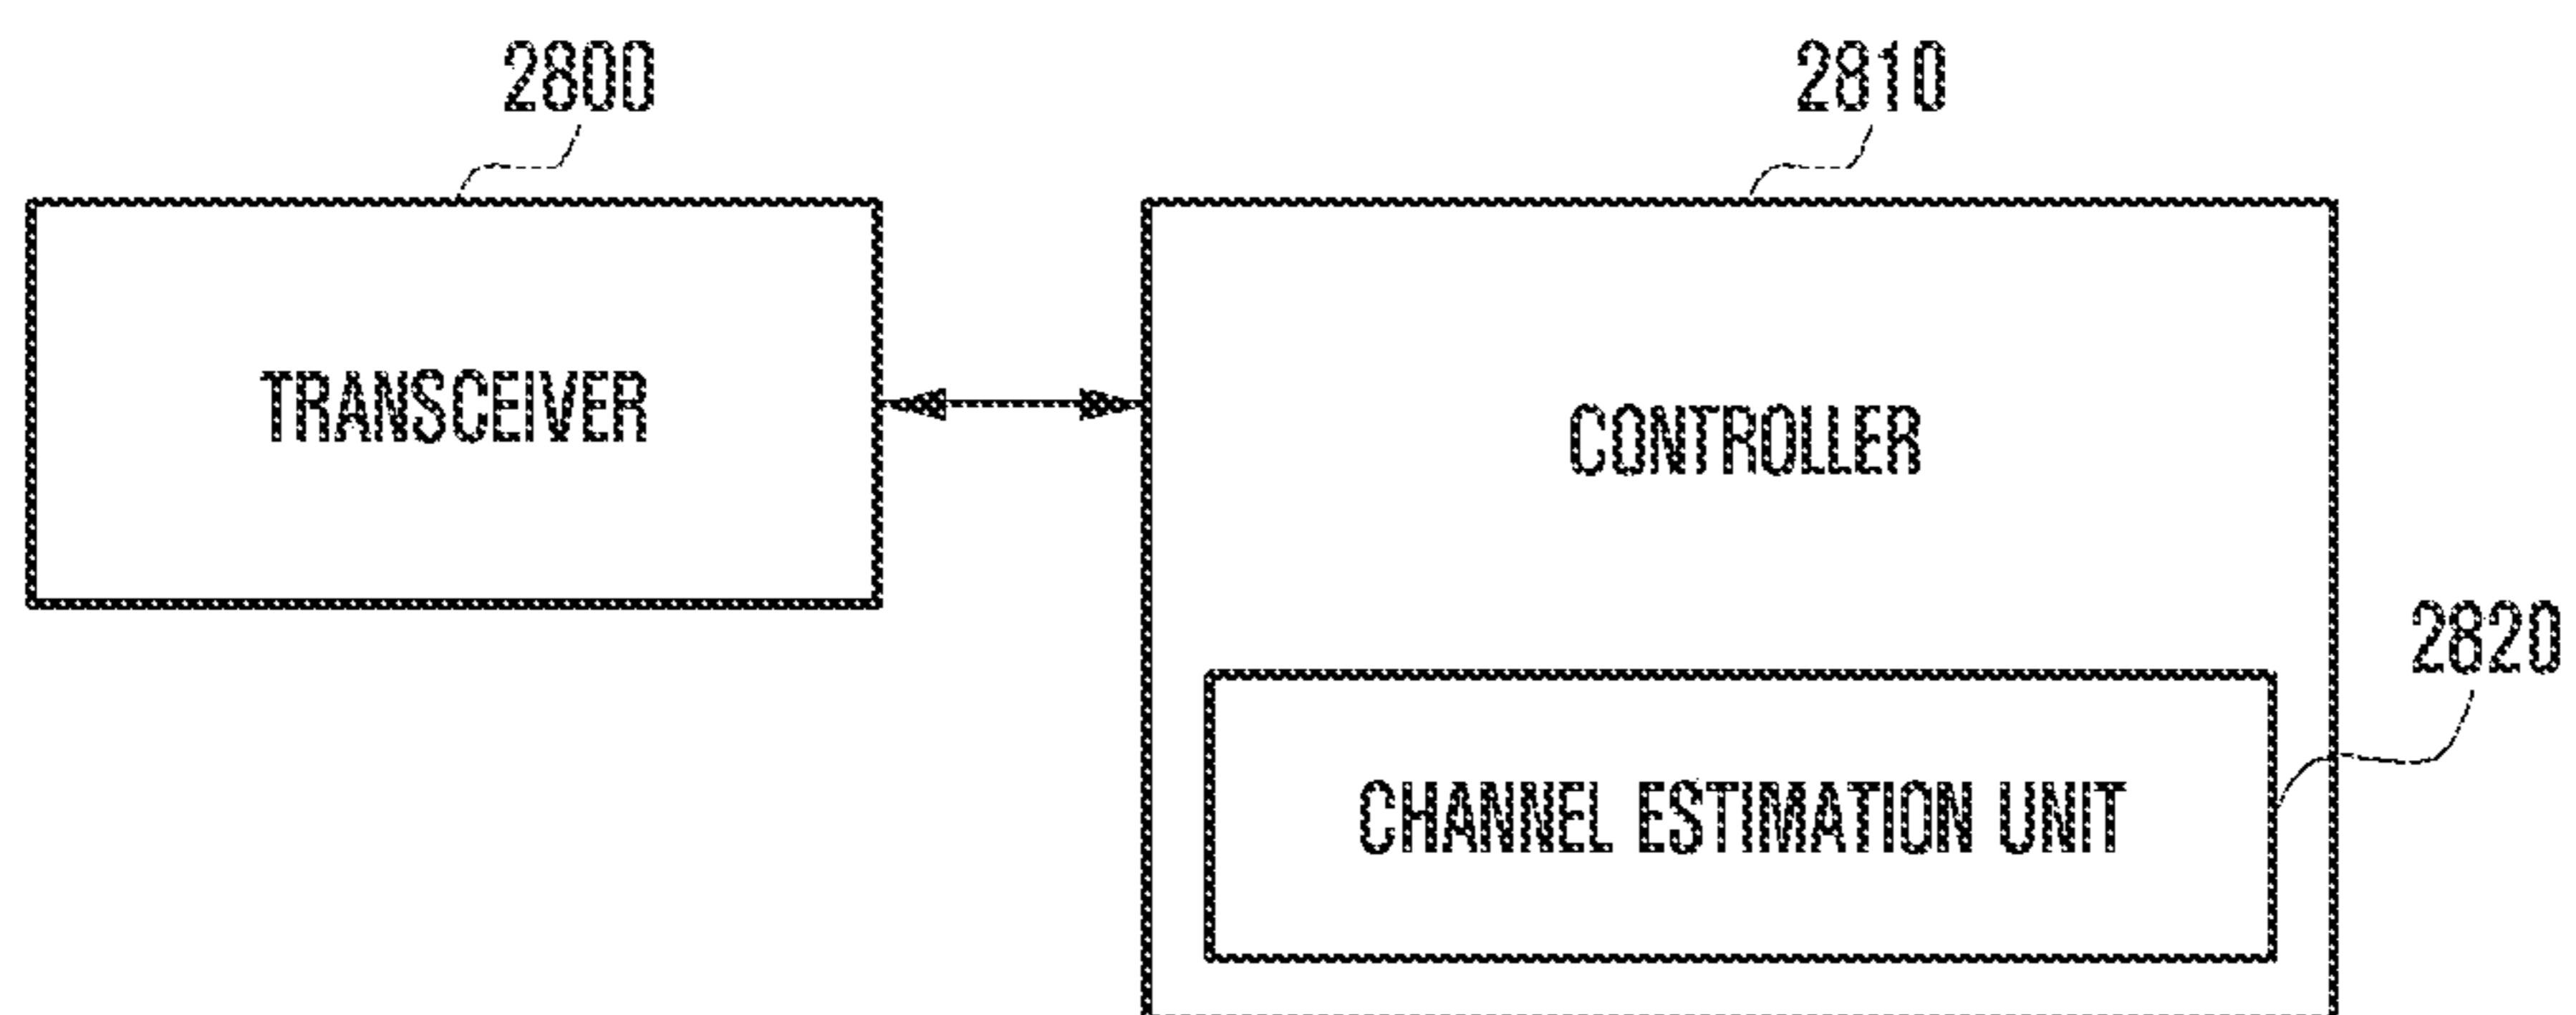 2800
2810
TRANSCEIVER
CONTROLLER
2820
CHANNEL ESTIMATION UNIT